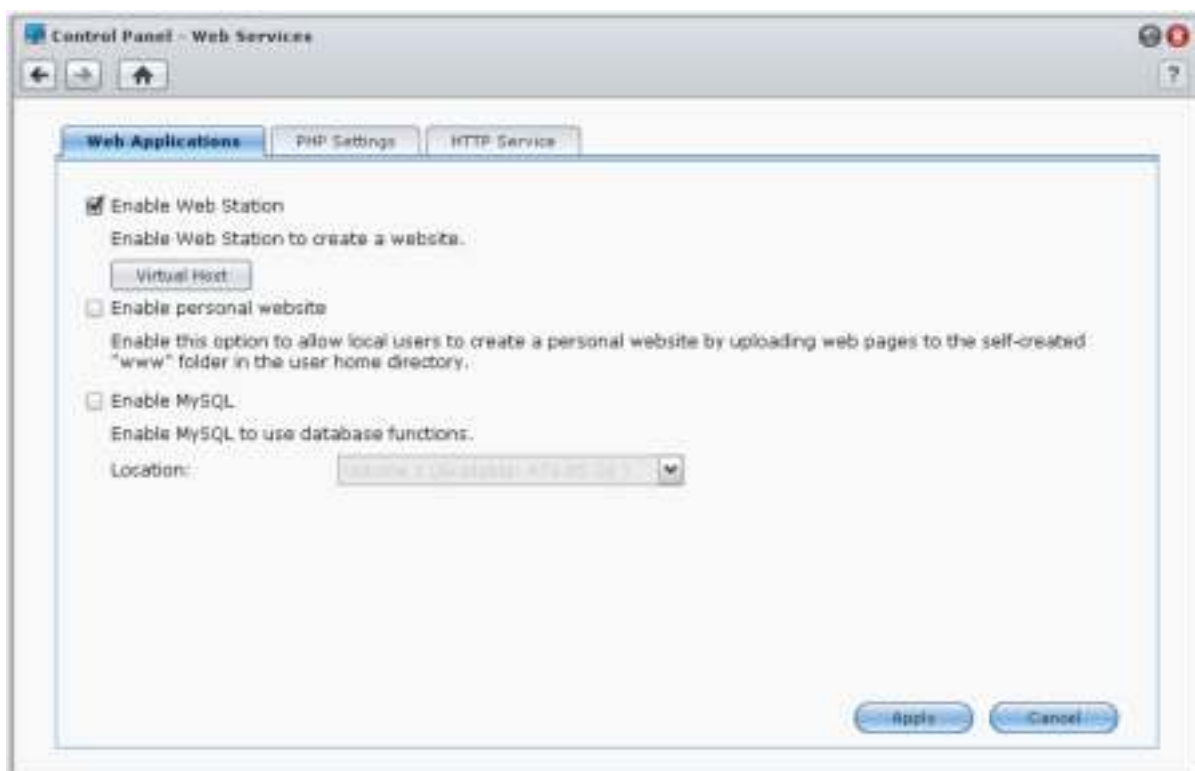 Control Panel - Web Services
?
Web Applications
PHP Settings
HTTP Service
Enable Web Station
Enable Web Station to create a website.
Virtual Host
Enable personal website
Enable this option to allow local users to create a personal website by uploading web pages to the self-created
"www" folder in the user home directory.
Enable MySQL
Enable MySQL to use database functions.
Location:
Apply
Cancel